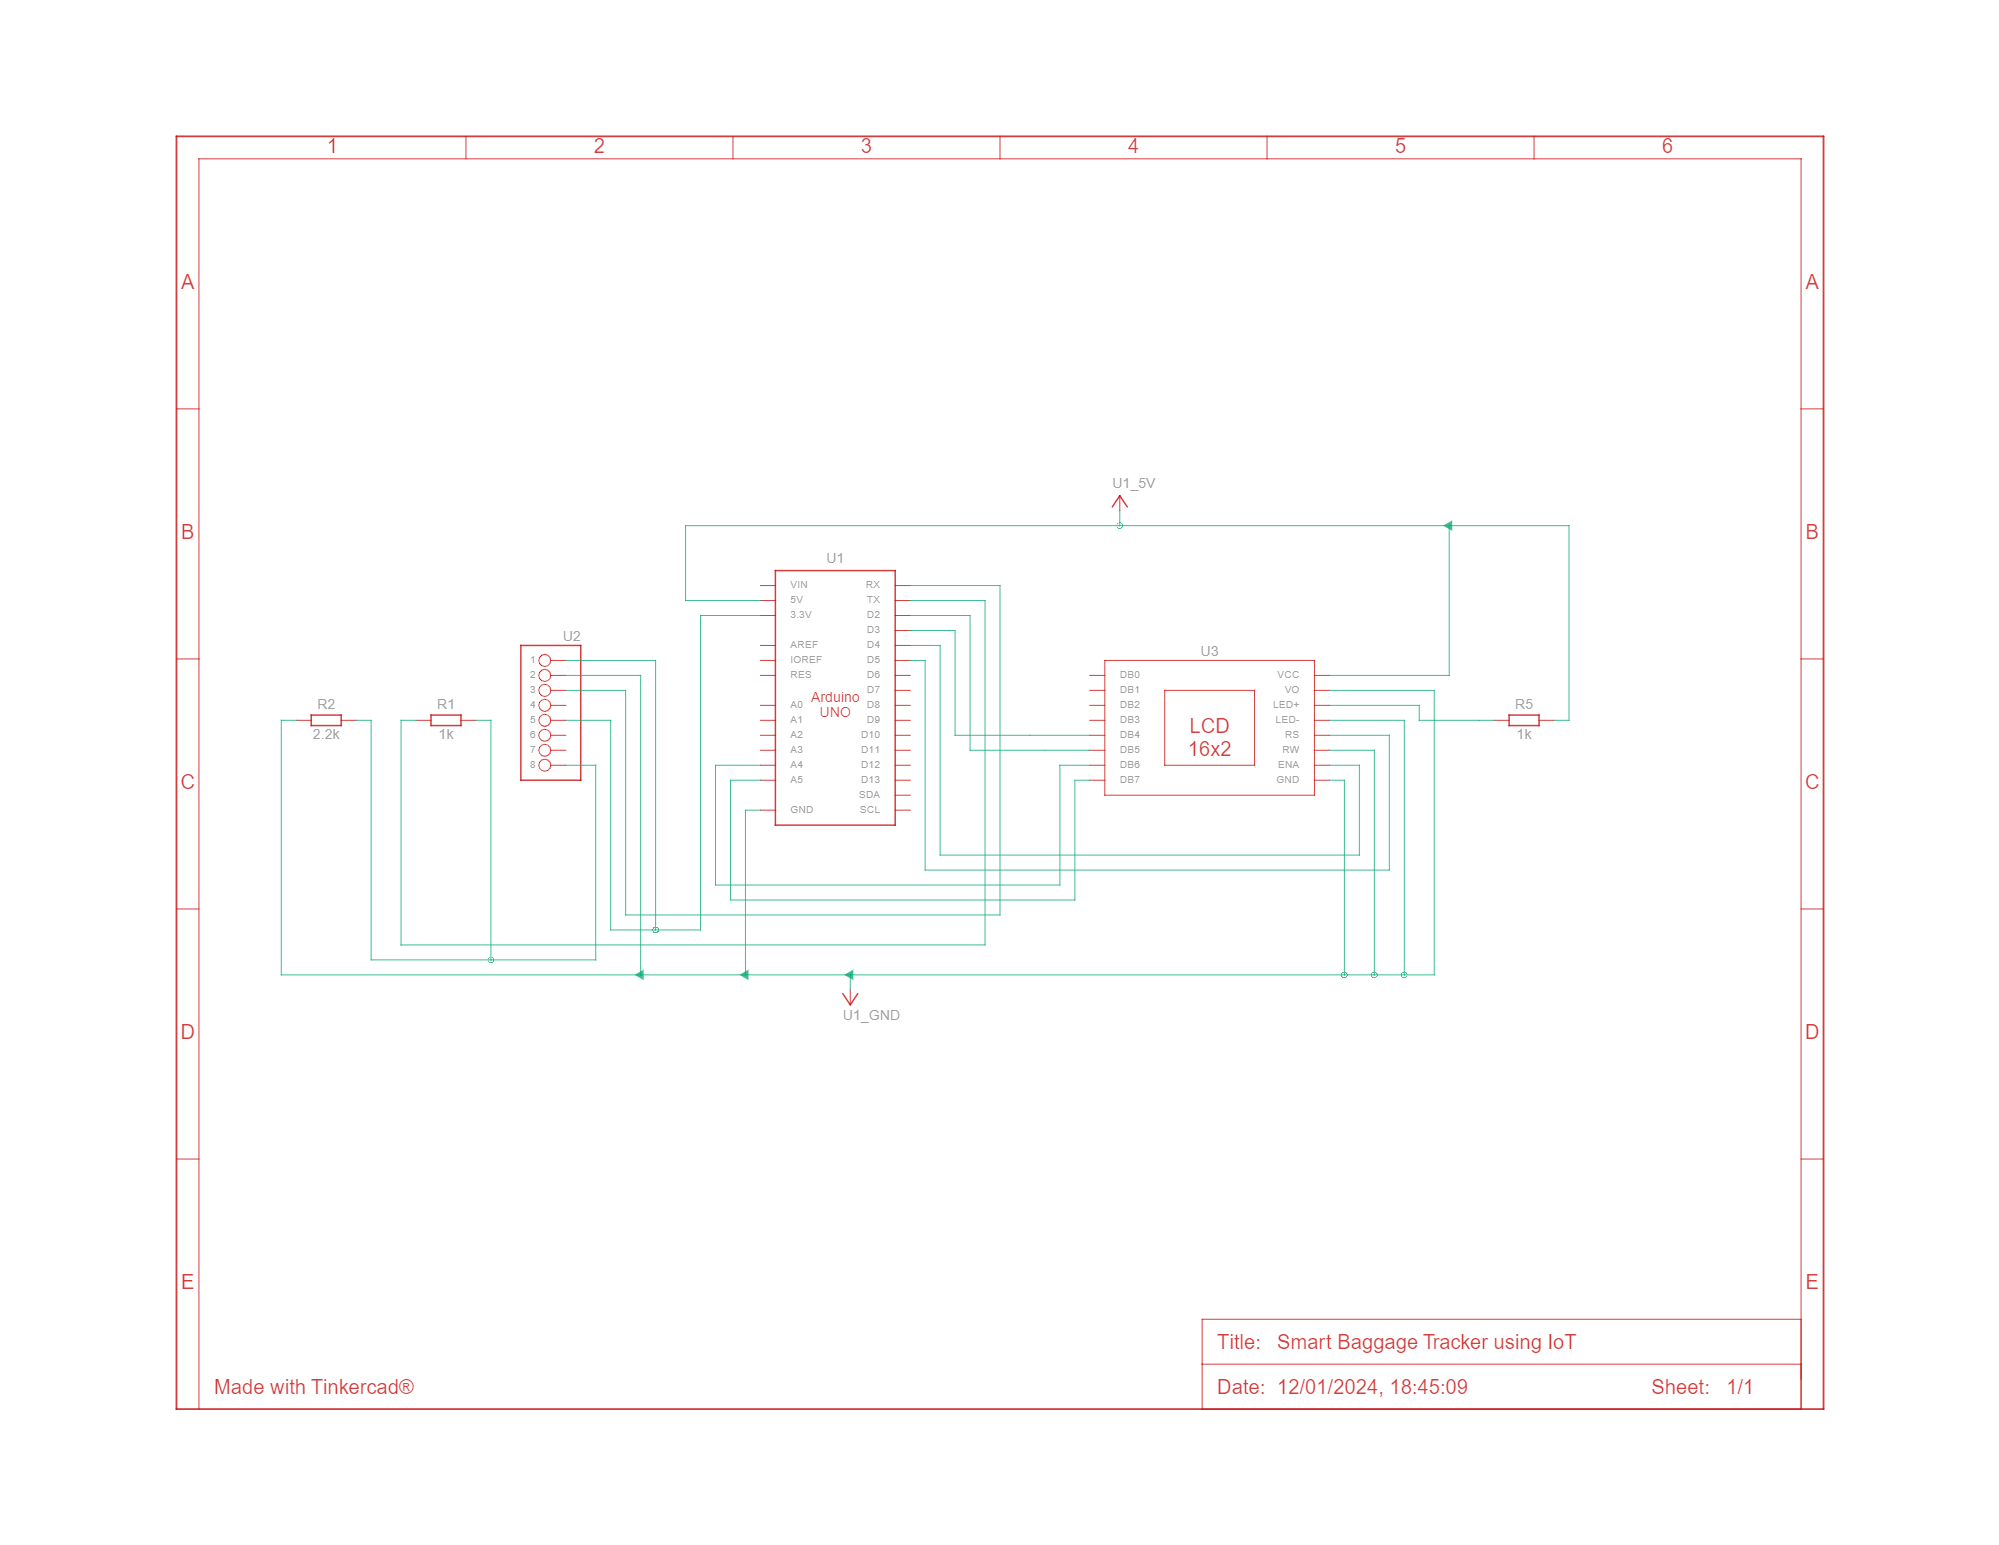 1 2 3 4 5 6
A A
U1_5V
B B
U1
VIN RX
5V TX
3.3V D2
D3
U2
AREF D4
U3
1 IOREF D5
2 RES D6 DB0 VCC
3 D7 DB1 VO
R2 R1 4 A0 Arduino D8 DB2 LED+ R5
5 A1 UNO D9 DB3 LCD LED-
2.2k 1k 6 A2 D10 DB4 16x2 RS 1k
7 A3 D11 DB5 RW
8 A4 D12 DB6 ENA
C A5 D13 DB7 GND C
SDA
GND SCL
U1_GND
D D
E E
Title: Smart Baggage Tracker using IoT
Made with Tinkercad® Date: 12/01/2024, 18:45:09 Sheet: 1/1